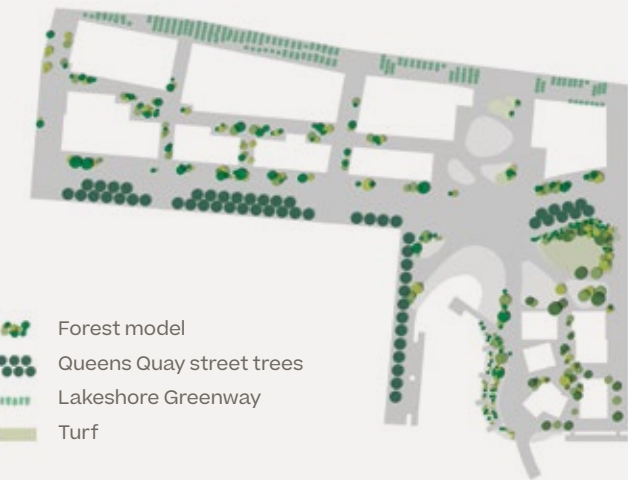 Forest model
Queens Quay street trees
Lakeshore Greenway
Turf